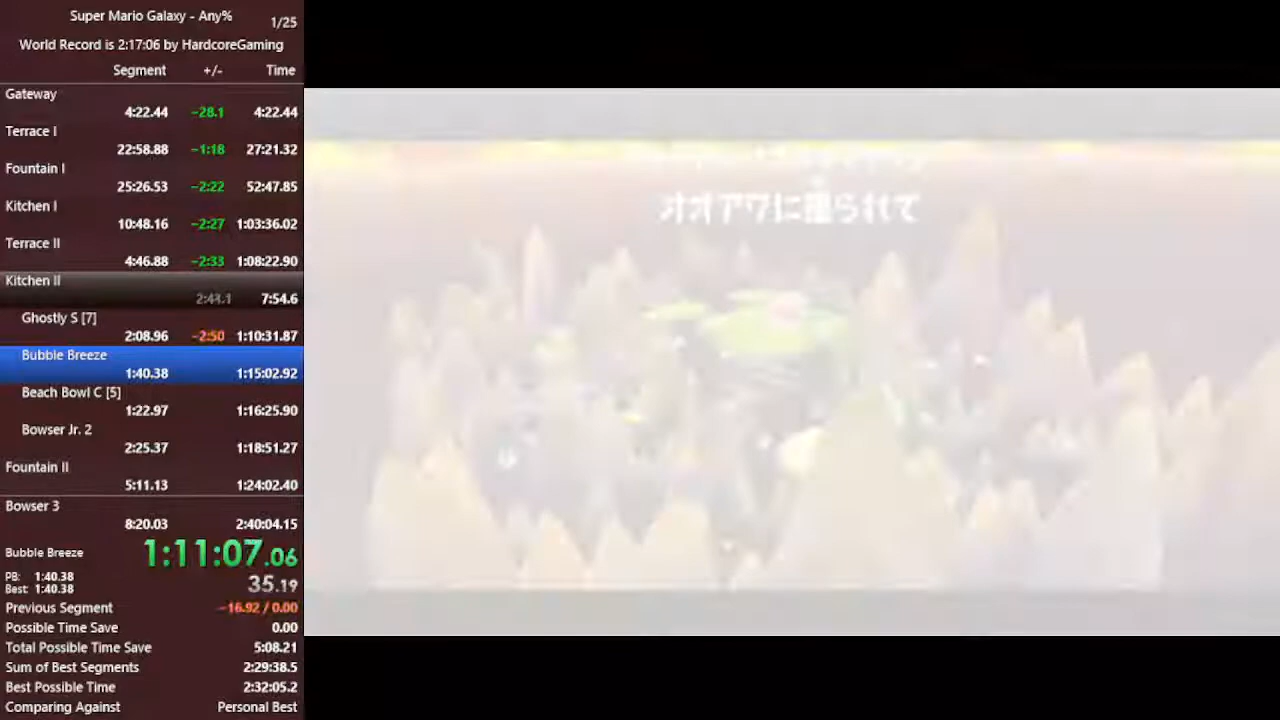 Super Mario Galaxy - Any%
1/25
World Record is 2:17:06 by HardcoreGaming
Segment +/- Time
Gateway
4:22.44 −28.1 4:22.44
Terrace I
22:58.88 −1:18 27:21.32
Fountain I
25:26.53 −2:22 52:47.85
Kitchen I
10:48.16 −2:27 1:03:36.02
Terrace II
4:46.88 −2:33 1:08:22.90
Kitchen II
2:44.1 7:54.6
Ghostly S [7]
2:08.96 −2:50 1:10:31.87
Bubble Breeze
1:40.38 1:15:02.92
Beach Bowl C [5]
1:22.97 1:16:25.90
Bowser Jr. 2
2:25.37 1:18:51.27
Fountain II
5:11.13 1:24:02.40
Bowser 3
8:20.03 2:40:04.15
Bubble Breeze 1:11:07.06
PB: 1:40.38
Best: 1:40.38
35.19
Previous Segment −16.92 / 0.00
Possible Time Save 0.00
Total Possible Time Save 5:08.21
Sum of Best Segments 2:29:38.5
Best Possible Time 2:32:05.2
Comparing Against Personal Best
オオアワに揺られて